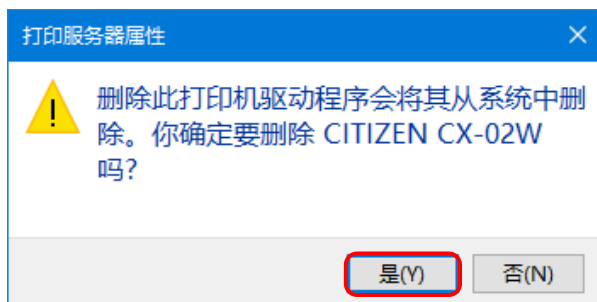 打印服务器属性
删除此打印机驱动程序会将其从系统中删
除。你确定要删除 CITIZEN CX-02W
吗?
是(Y)
否(N)